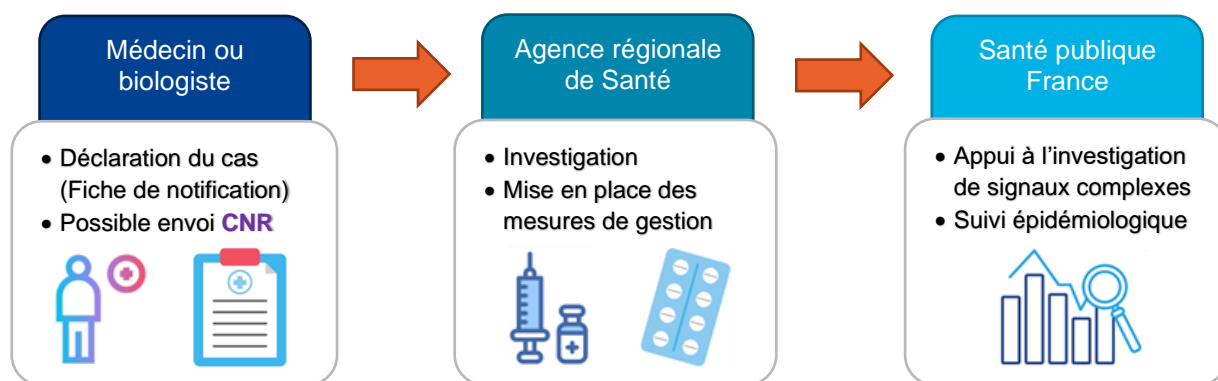 Médecin ou
biologiste
• Déclaration du cas
(Fiche de notification)
• Possible envoi CNR
Agence régionale
de Santé
• Investigation
• Mise en place des
mesures de gestion
Santé publique
France
• Appui à l'investigation
de signaux complexes
• Suivi épidémiologique